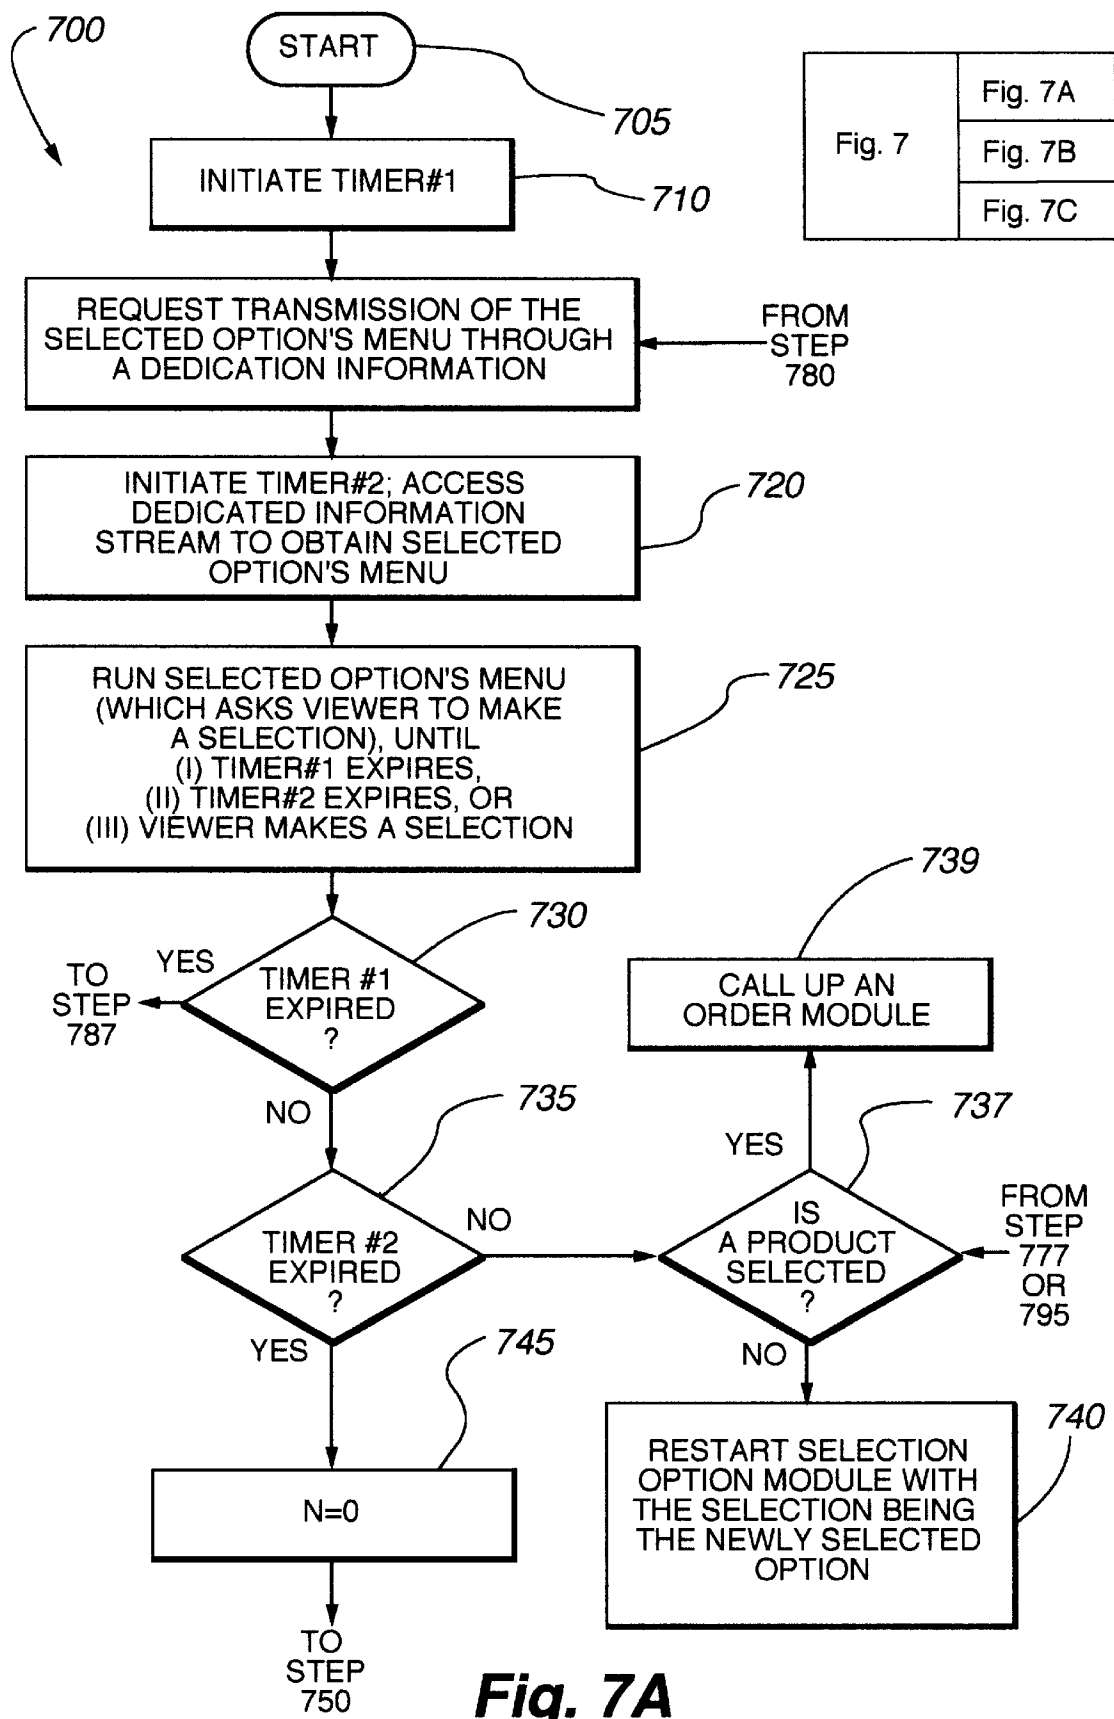 700
START
705
Fig. 7
Fig. 7A
Fig. 7B
Fig. 7C
INITIATE TIMER#1
710
REQUEST TRANSMISSION OF THE
SELECTED OPTION'S MENU THROUGH
A DEDICATION INFORMATION
FROM
STEP
780
INITIATE TIMER#2; ACCESS
DEDICATED INFORMATION
STREAM TO OBTAIN SELECTED
OPTION'S MENU
720
RUN SELECTED OPTION'S MENU
(WHICH ASKS VIEWER TO MAKE
A SELECTION), UNTIL
(I) TIMER#1 EXPIRES,
(II) TIMER#2 EXPIRES, OR
(III) VIEWER MAKES A SELECTION
725
730
YES
TO
STEP
787
TIMER #1
EXPIRED
?
NO
739
CALL UP AN
ORDER MODULE
735
TIMER #2
EXPIRED
?
NO
YES
737
YES
IS
A PRODUCT
SELECTED
?
FROM
STEP
777
OR
795
NO
745
N=0
TO
STEP
750
740
RESTART SELECTION
OPTION MODULE WITH
THE SELECTION BEING
THE NEWLY SELECTED
OPTION
Fig. 7A